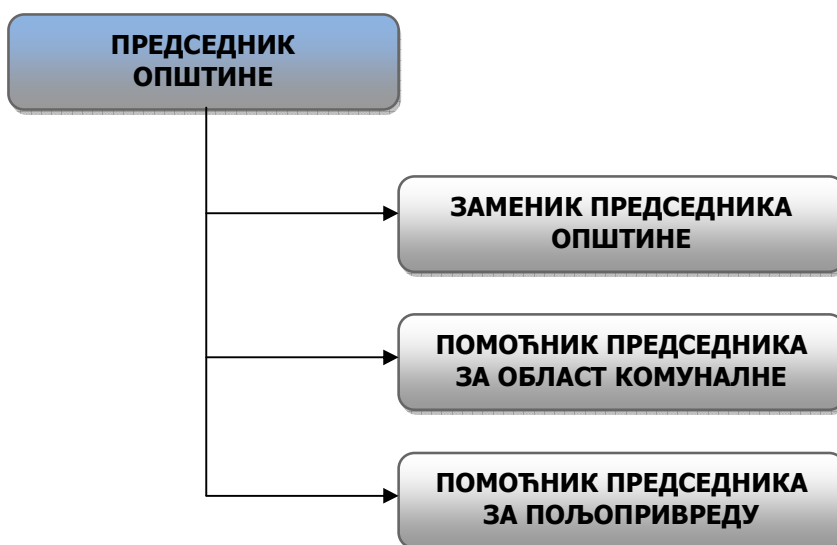 ПРЕДСЕДНИК
ОПШТИНЕ
ЗАМЕНИК ПРЕДСЕДНИКА
ОПШТИНЕ
ПОМОЋНИК ПРЕДСЕДНИКА
ЗА ОБЛАСТ КОМУНАЛНЕ
ПОМОЋНИК ПРЕДСЕДНИКА
ЗА ПОЉОПРИВРЕДУ